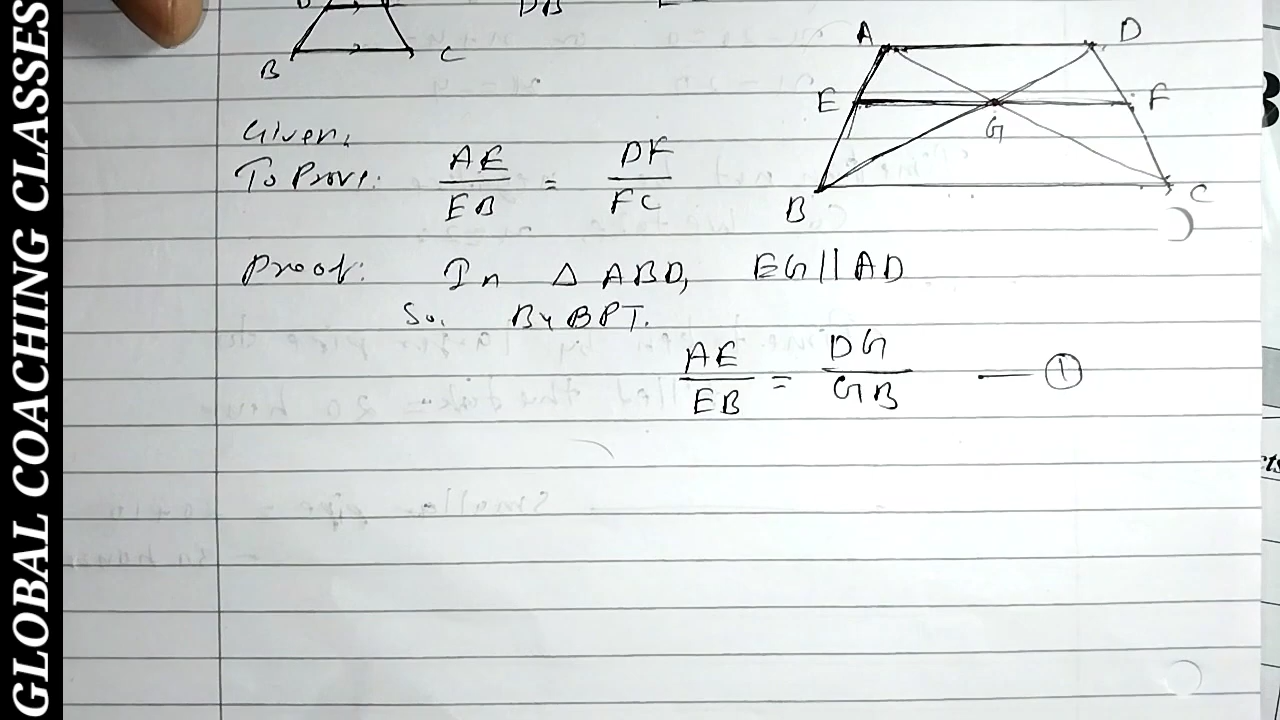 GLOBAL COACHING CLASSES
B C
A D
E F
G
B C
Given,
To Prove: AE/EB = DF/FC
Proof: In Δ ABD, EG || AD
So, By BPT.
AE/EB = DG/GB — ①